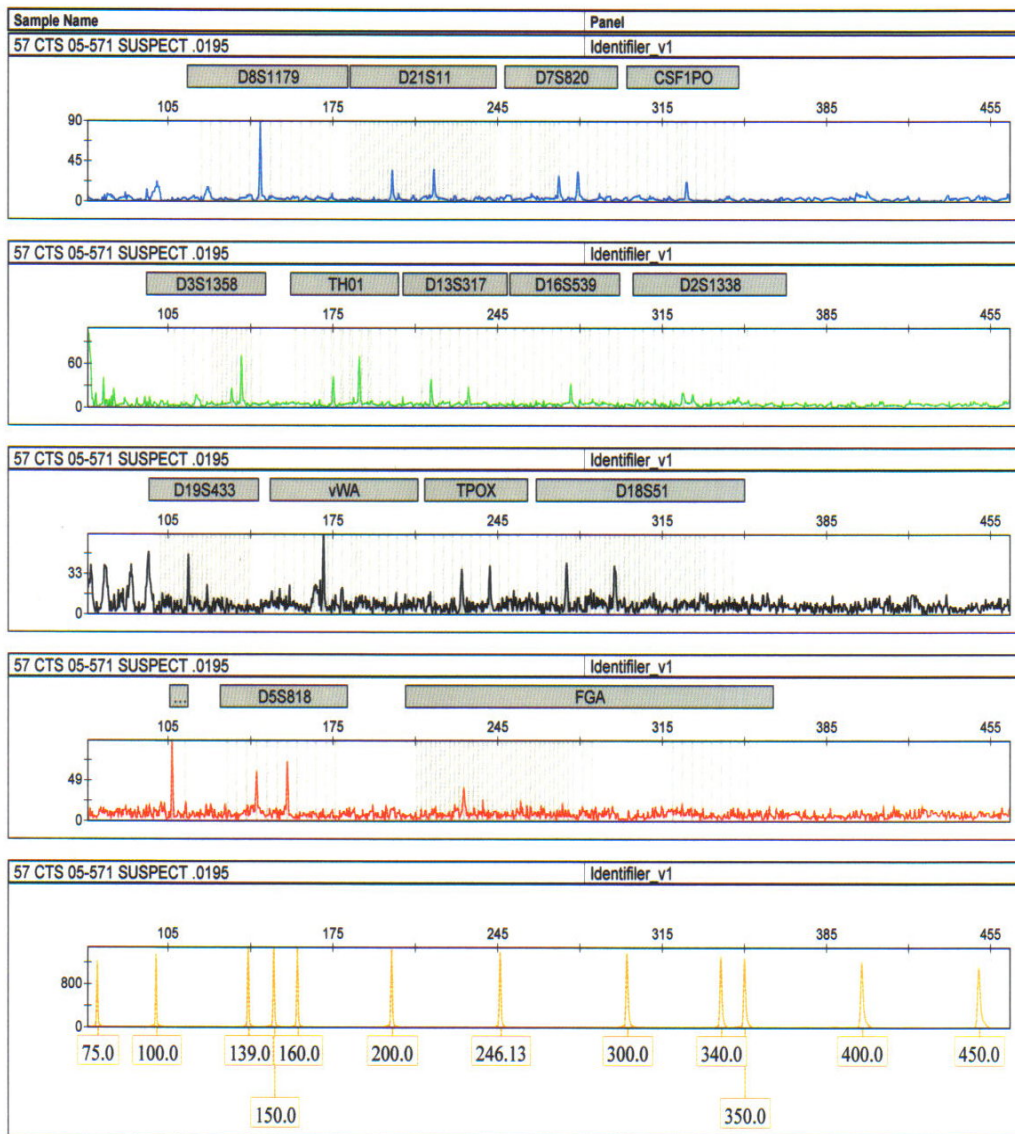 Sample Name Panel
57 CTS 05-571 SUSPECT .0195 Identifiler_v1
D8S1179 D21S11 D7S820 CSF1PO
105 175 245 315 385 455
90
45
0
57 CTS 05-571 SUSPECT .0195 Identifiler_v1
D3S1358 TH01 D13S317 D16S539 D2S1338
105 175 245 315 385 455
60
0
57 CTS 05-571 SUSPECT .0195 Identifiler_v1
D19S433 vWA TPOX D18S51
105 175 245 315 385 455
33
0
57 CTS 05-571 SUSPECT .0195 Identifiler_v1
... D5S818 FGA
105 175 245 315 385 455
49
0
57 CTS 05-571 SUSPECT .0195 Identifiler_v1
105 175 245 315 385 455
800
0
75.0 100.0 139.0 160.0 200.0 246.13 300.0 340.0 400.0 450.0
150.0 350.0